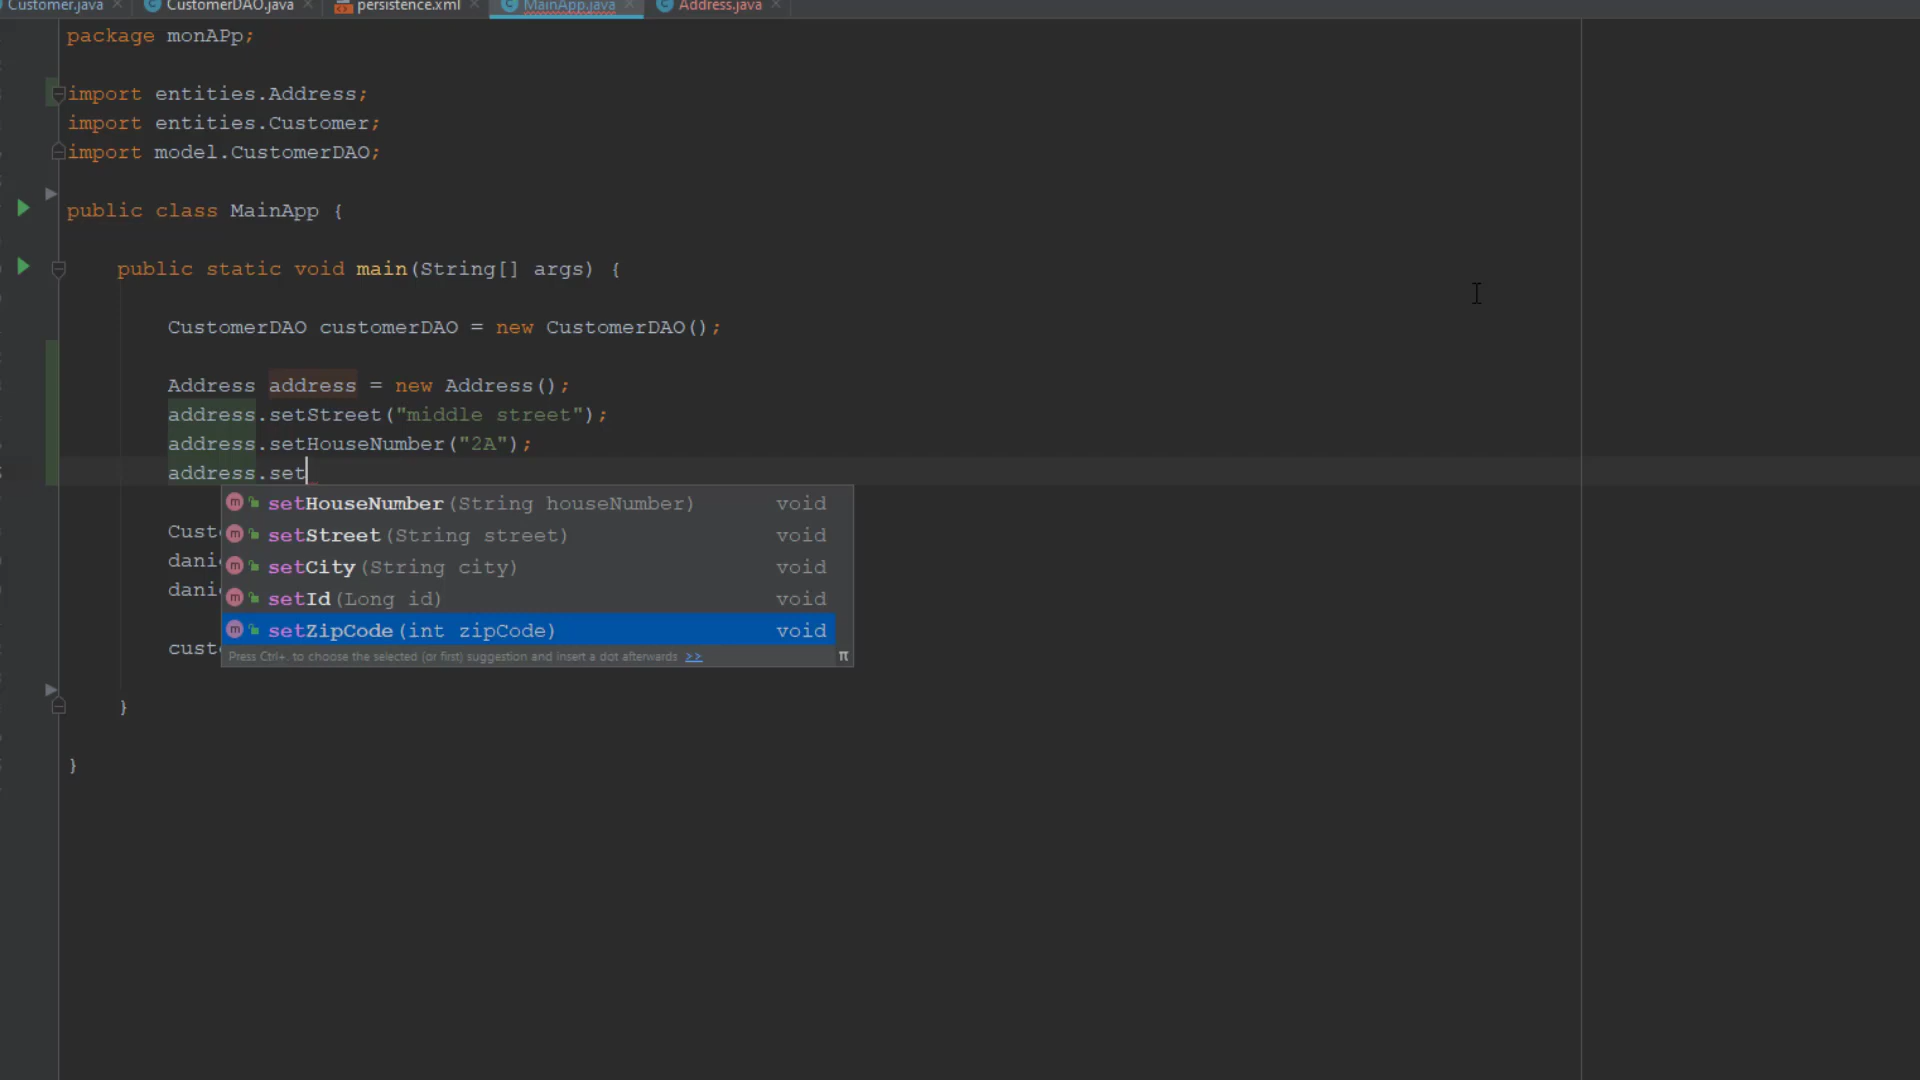 Customer.java CustomerDAO.java persistence.xml MainApp.java Address.java
package monAPp;
import entities.Address;
import entities.Customer;
import model.CustomerDAO;
public class MainApp {
public static void main(String[] args) {
CustomerDAO customerDAO = new CustomerDAO();
Address address = new Address();
address.setStreet("middle street");
address.setHouseNumber("2A");
address.set
setHouseNumber(String houseNumber) void
Cust
setStreet(String street) void
dani
setCity(String city) void
dani
setId(Long id) void
setZipCode(int zipCode) void
cust
Press Ctrl+. to choose the selected (or first) suggestion and insert a dot afterwards >> π
}
}